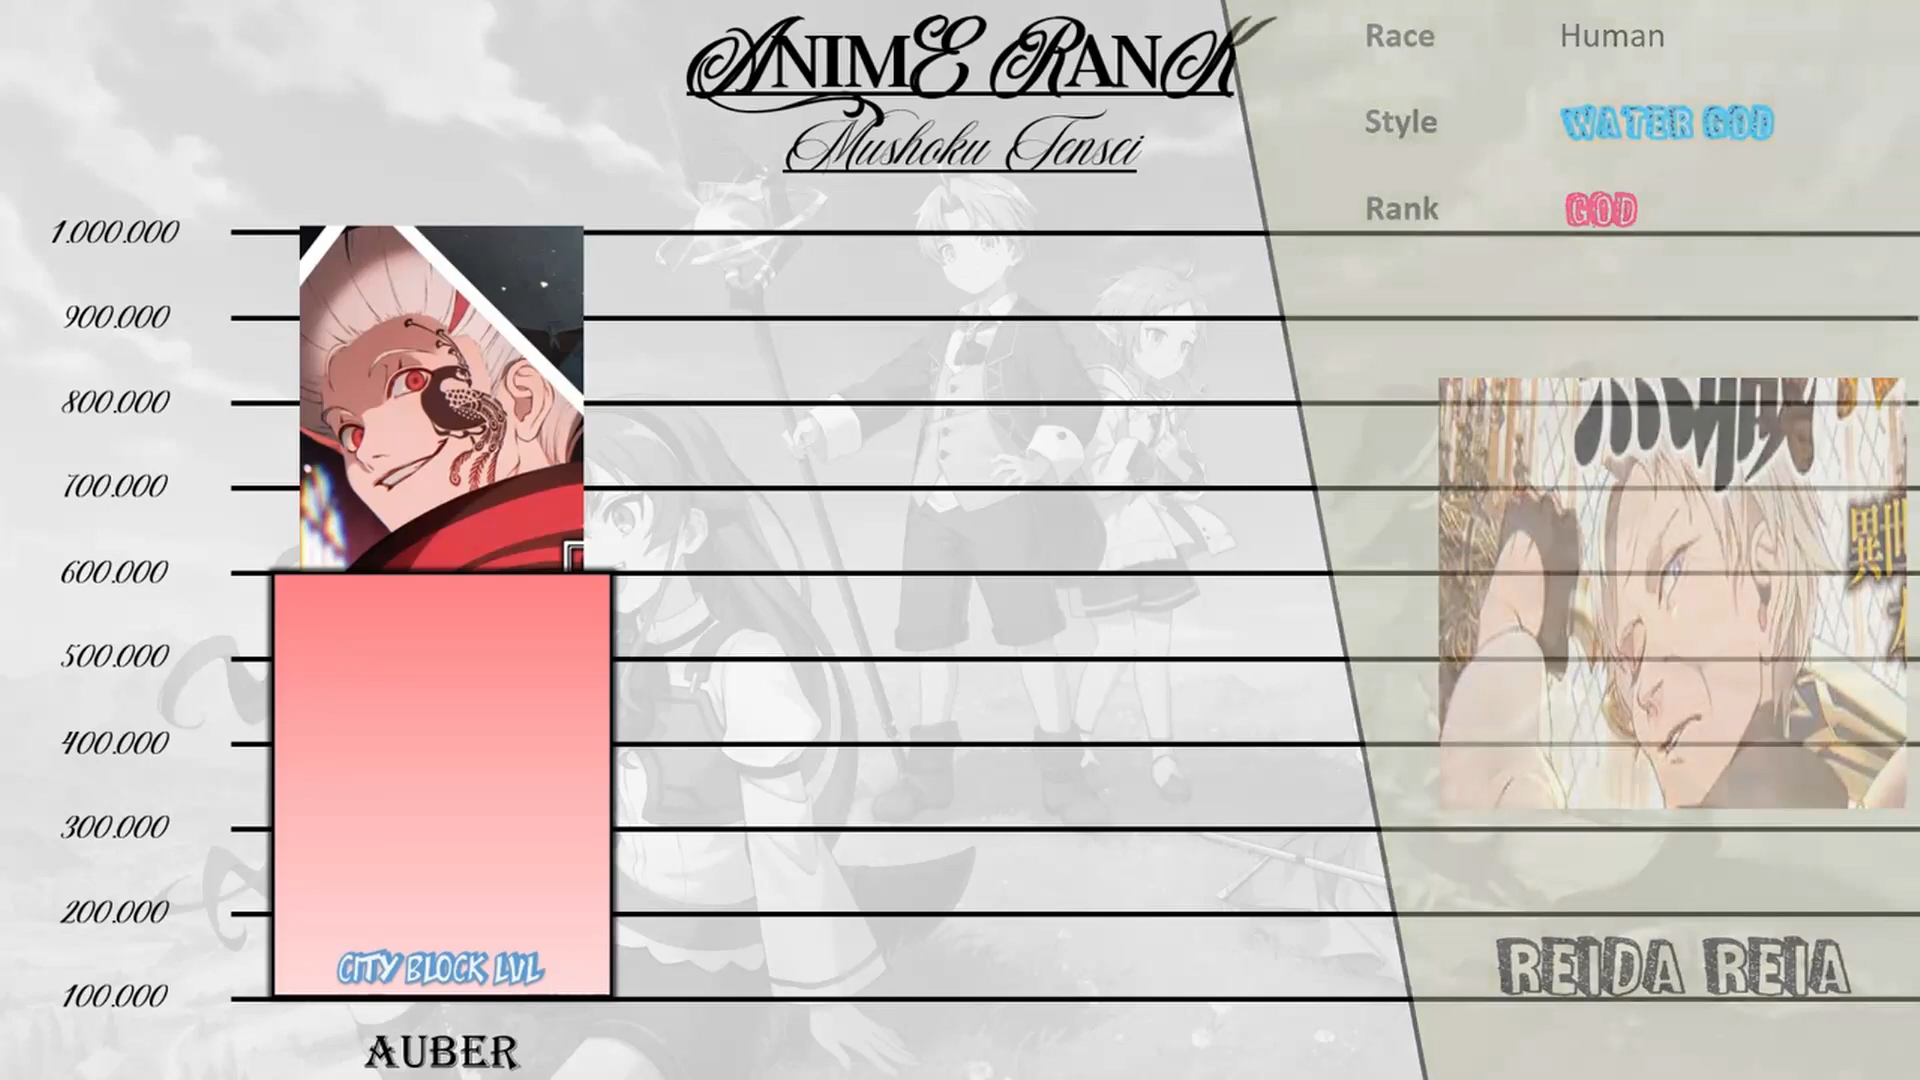 ANIME RANK
Mushoku Tensei
Race Human
Style WATER GOD
Rank GOD
1.000.000
900.000
800.000
700.000
600.000
500.000
400.000
300.000
200.000
100.000
異世
CITY BLOCK LVL
REIDA REIA
AUBER